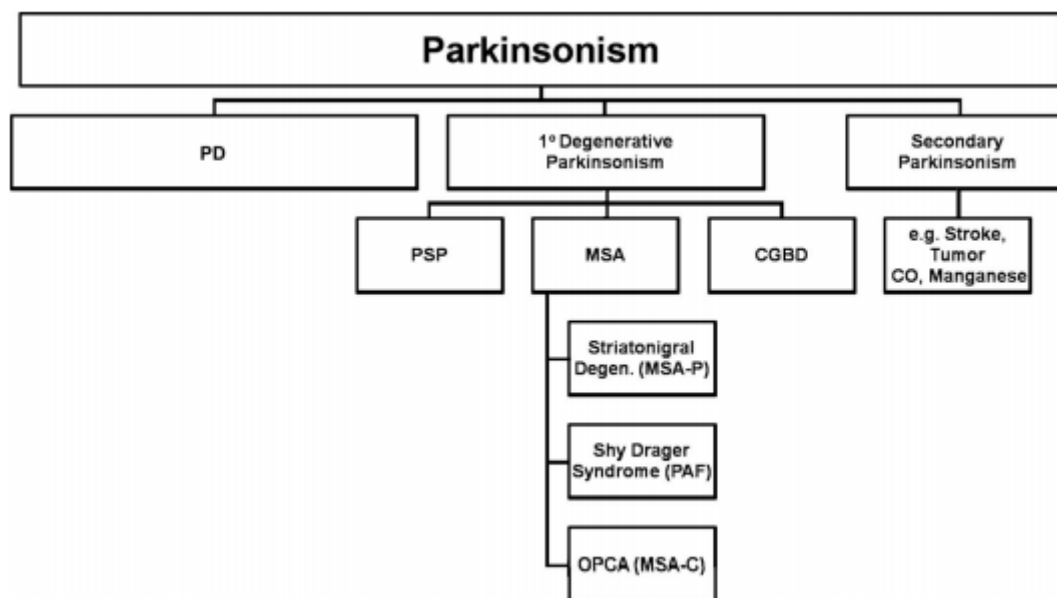 Parkinsonism
PD
1º Degenerative
Parkinsonism
Secondary
Parkinsonism
PSP
MSA
CGBD
e.g. Stroke,
Tumor
CO, Manganese
Striatonigral
Degen. (MSA-P)
Shy Drager
Syndrome (PAF)
OPCA (MSA-C)